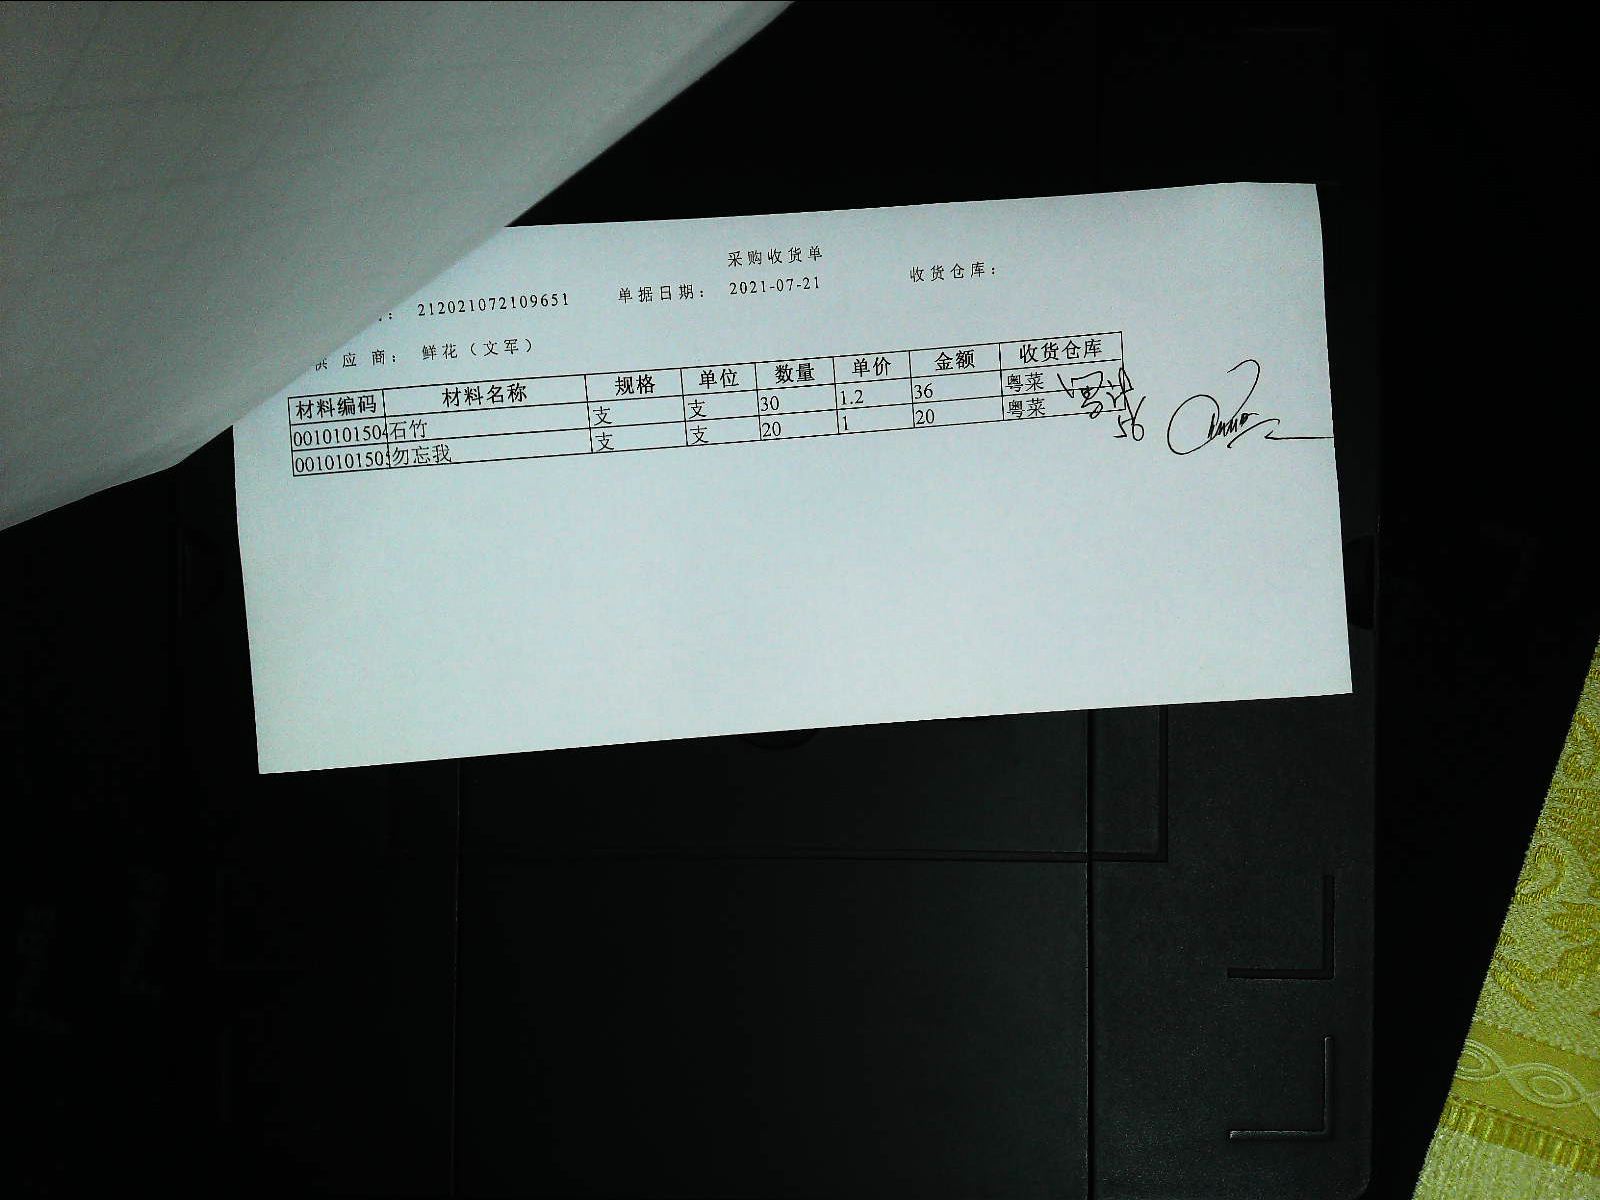 采购收货单
: 212021072109651 单据日期: 2021-07-21 收货仓库:
供应商: 鲜花(文军)
材料编码 材料名称 规格 单位 数量 单价 金额 收货仓库
0010101504 石竹 支 支 30 1.2 36 粤菜
001010150 勿忘我 支 支 20 1 20 粤菜
56